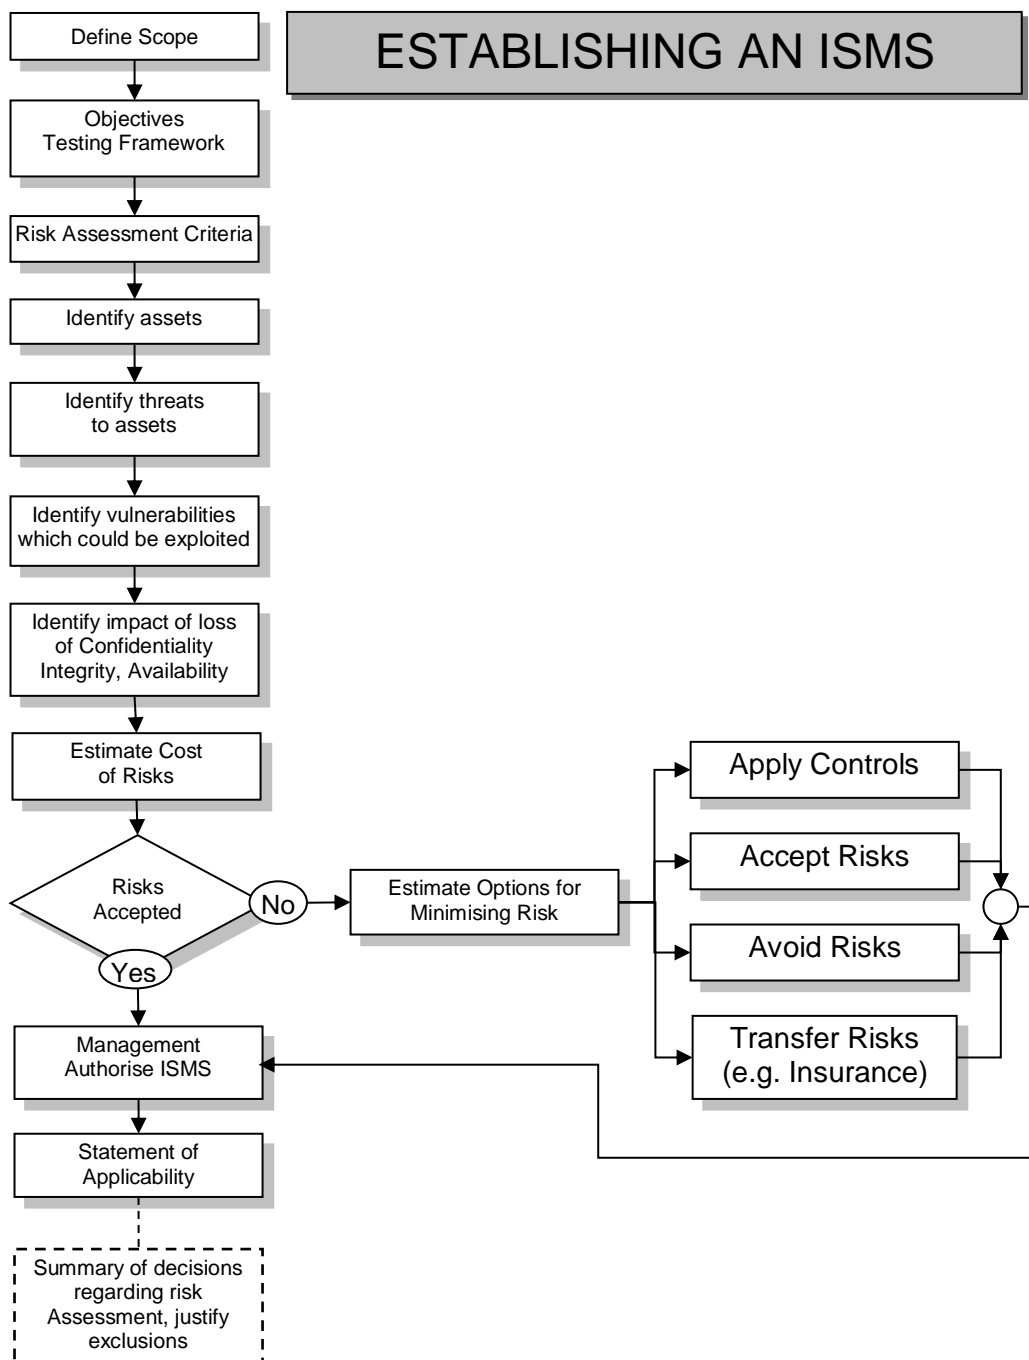 Define Scope
ESTABLISHING AN ISMS
Objectives
Testing Framework
Risk Assessment Criteria
Identify assets
Identify threats
to assets
Identify vulnerabilities
which could be exploited
Identify impact of loss
of Confidentiality
Integrity, Availability
Estimate Cost
of Risks
Risks
Accepted
No
Yes
Estimate Options for
Minimising Risk
Apply Controls
Accept Risks
Avoid Risks
Transfer Risks
(e.g. Insurance)
Management
Authorise ISMS
Statement of
Applicability
Summary of decisions
regarding risk
Assessment, justify
exclusions